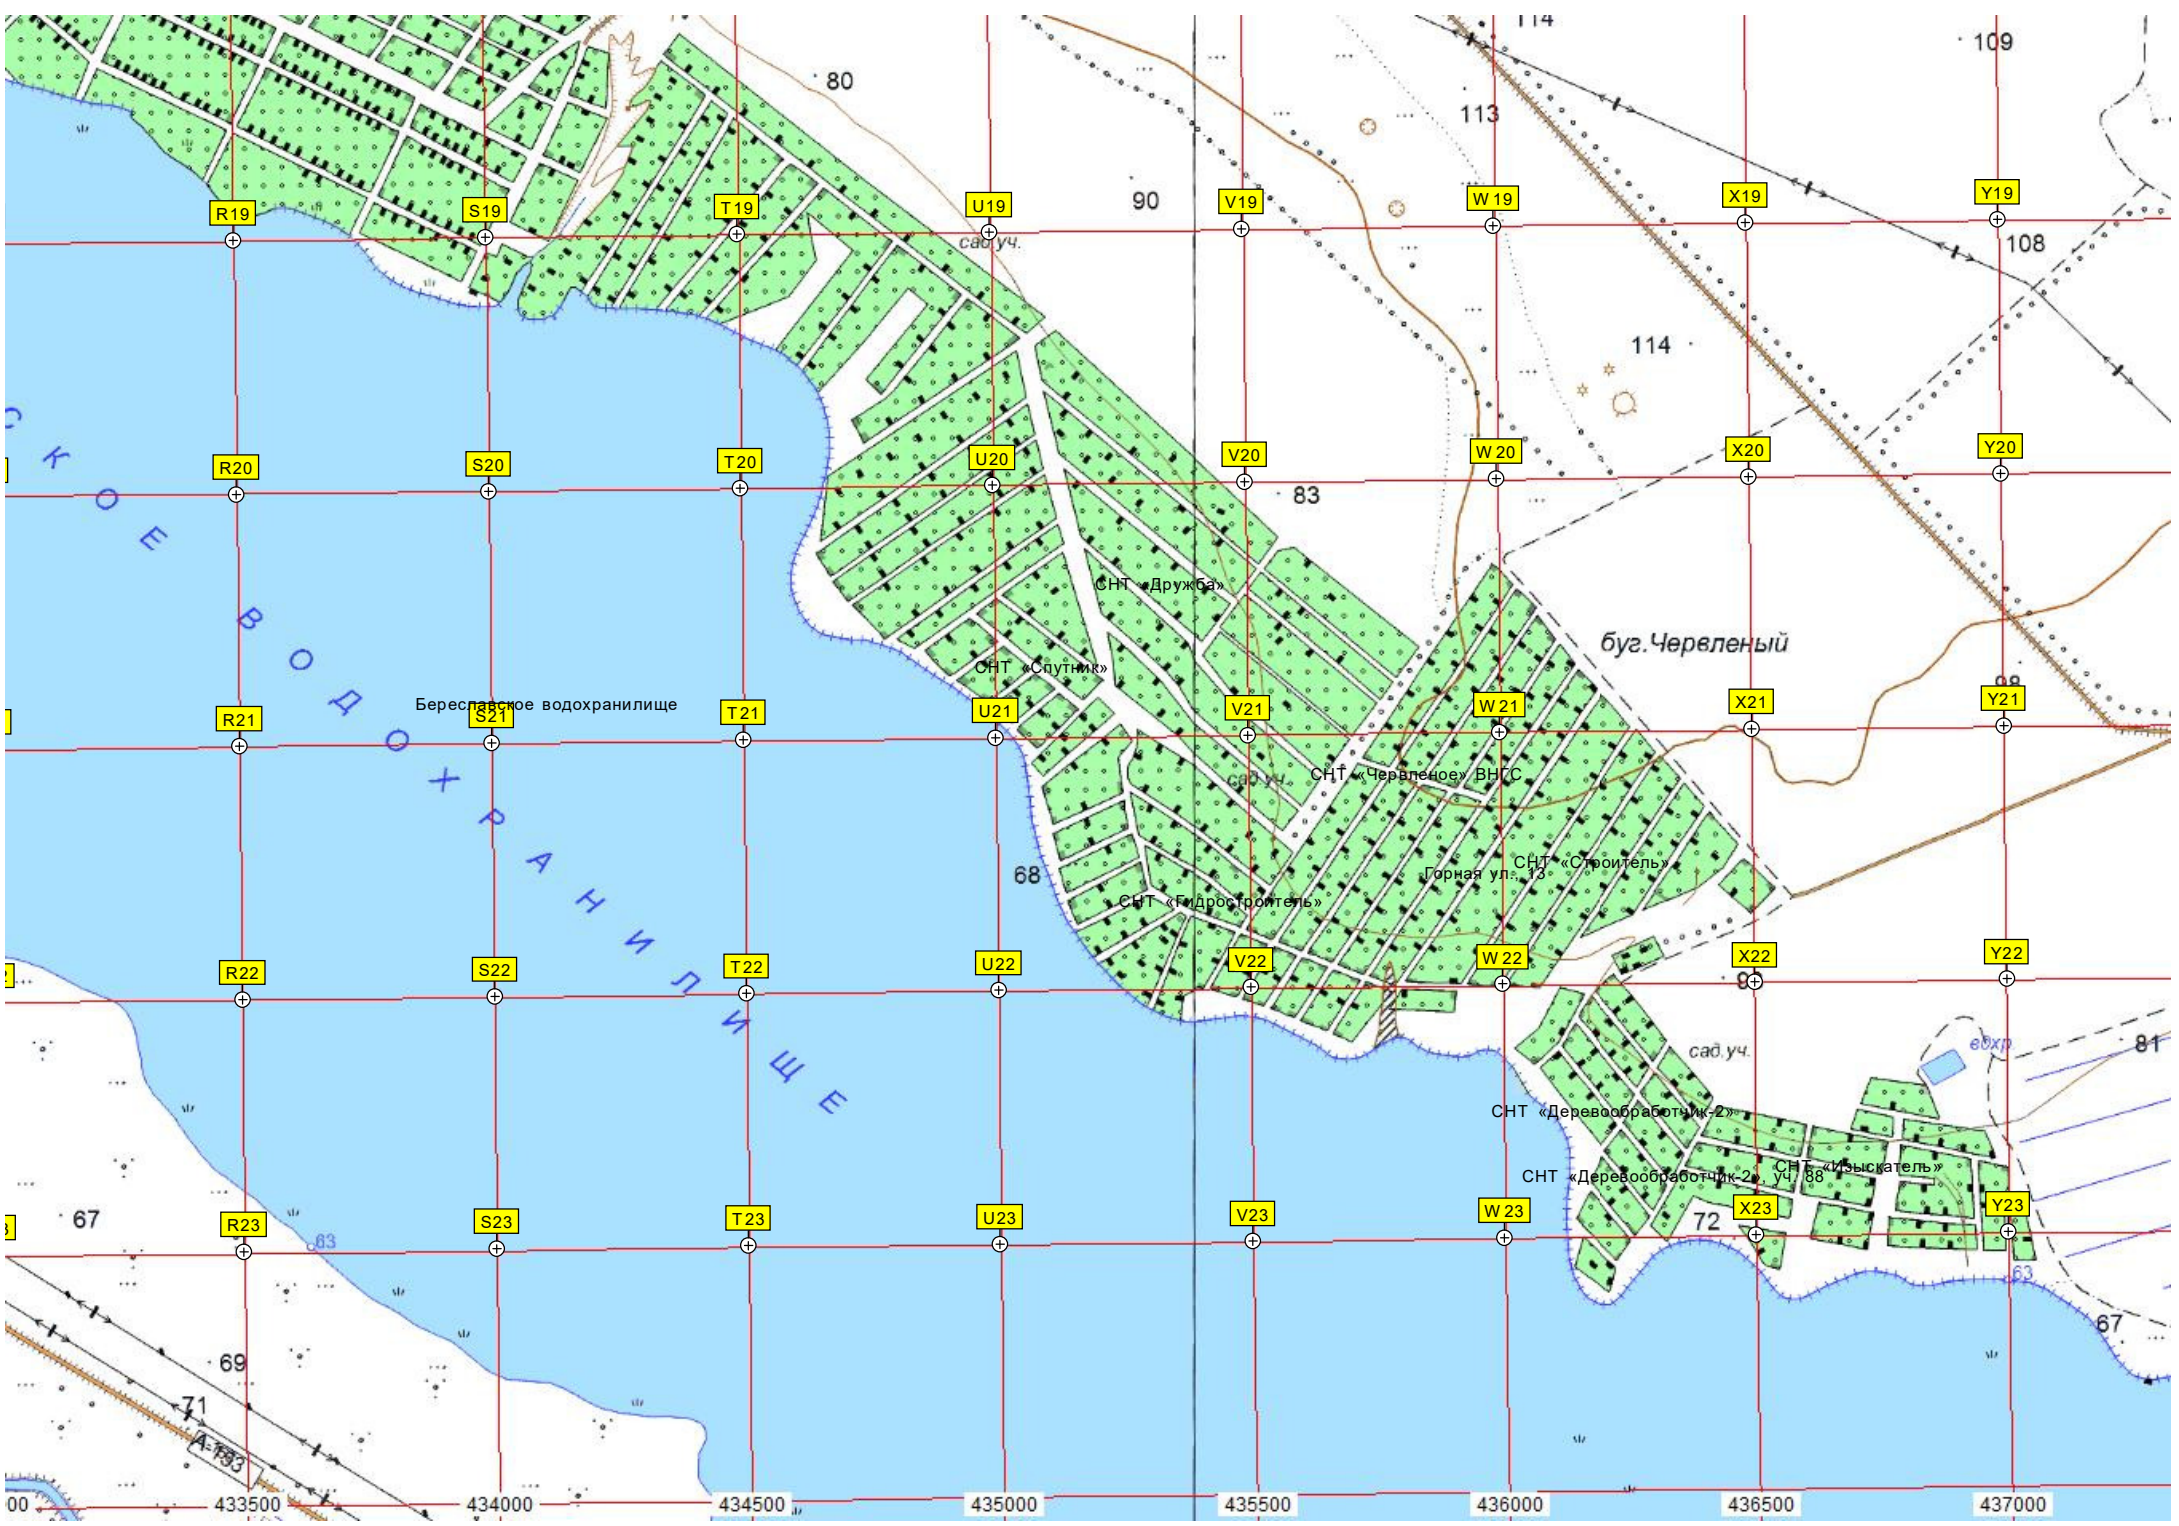 114
109
80
113
90
R19
S19
T19
U19
V19
W19
X19
Y19
сад.уч.
108
114
С К О Е В О Д О Х Р А Н И Л И Щ Е
R20
S20
T20
U20
V20
W20
X20
Y20
83
СНТ «Дружба»
буг.Червленый
СНТ «Спутник»
98
Береславское водохранилище
R21
S21
T21
U21
V21
W21
X21
Y21
сад.уч.
СНТ «Червленое» ВНГС
68
СНТ «Строитель»
Горная ул., 13
СНТ «Гидростроитель»
R22
S22
T22
U22
V22
W22
X22
Y22
сад.уч.
вдхр.
81
СНТ «Деревообработчик-2»
СНТ «Изыскатель»
СНТ «Деревообработчик-2», уч. 88
67
R23
S23
T23
U23
V23
W23
X23
Y23
72
63
63
67
69
71
433500
434000
434500
435000
435500
436000
436500
437000